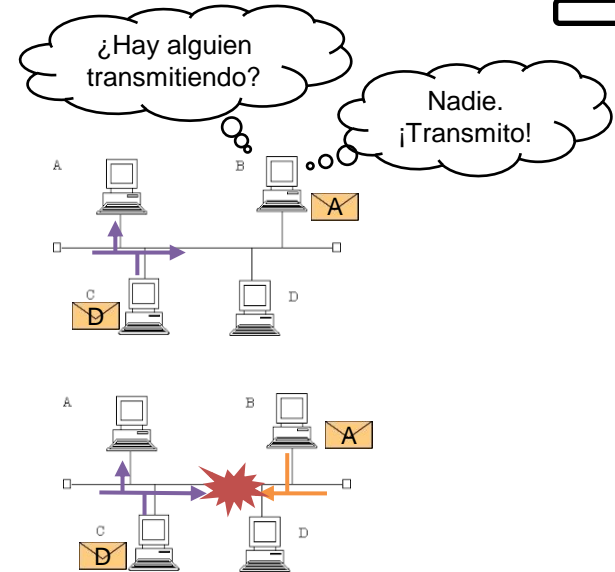 ¿Hay alguien
transmitiendo?
Nadie.
¡Transmito!
A
B
A
C
D
D
A
B
A
C
D
D